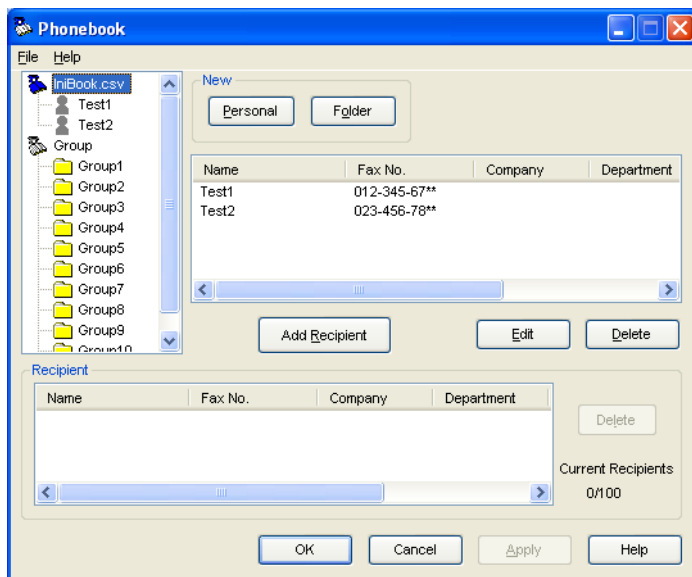 Phonebook
File Help
IniBook.csv
Test1
Test2
Group
Group1
Group2
Group3
Group4
Group5
Group6
Group7
Group8
Group9
Group10
New
Personal Folder
Name Fax No. Company Department
Test1 012-345-67**
Test2 023-456-78**
Add Recipient Edit Delete
Recipient
Name Fax No. Company Department
Delete
Current Recipients
0/100
OK Cancel Apply Help